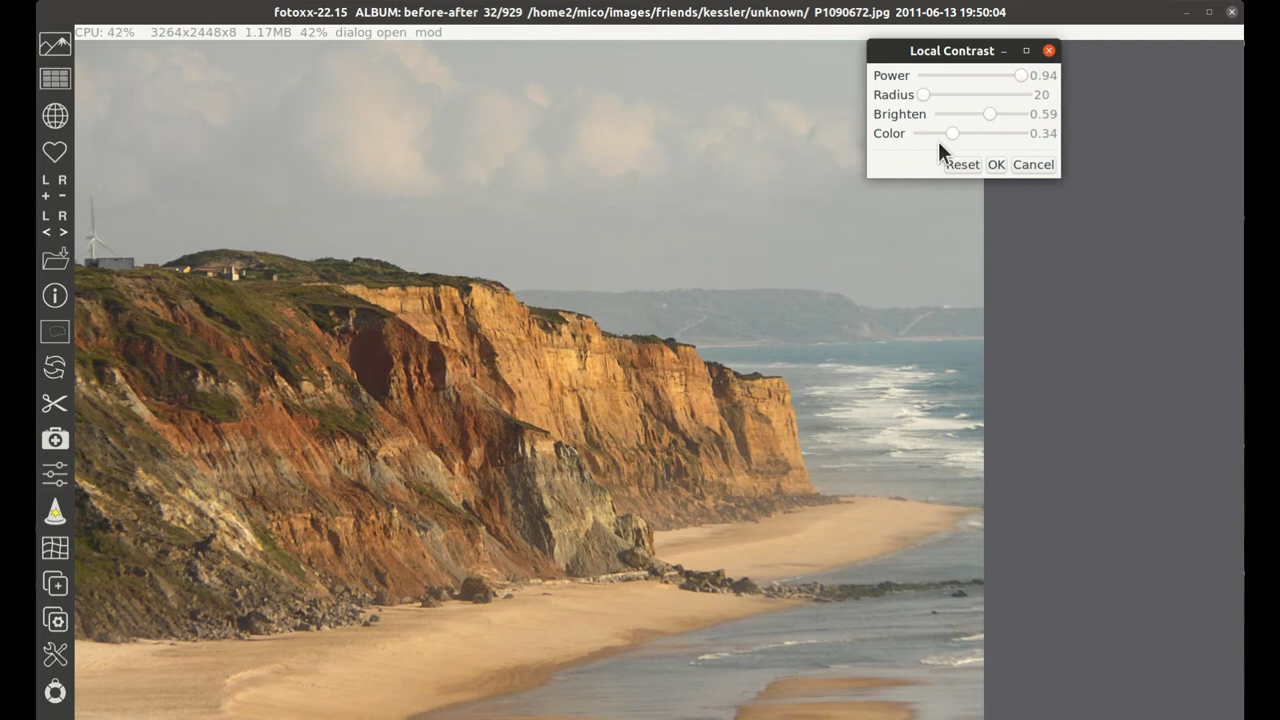 fotoxx-22.15 ALBUM: before-after 32/929 /home2/mico/images/friends/kessler/unknown/ P1090672.jpg 2011-06-13 19:50:04
CPU: 42% 3264x2448x8 1.17MB 42% dialog open mod
Local Contrast
Power 0.94
Radius 20
Brighten 0.59
Color 0.34
Reset OK Cancel
L R
+ -
L R
< >